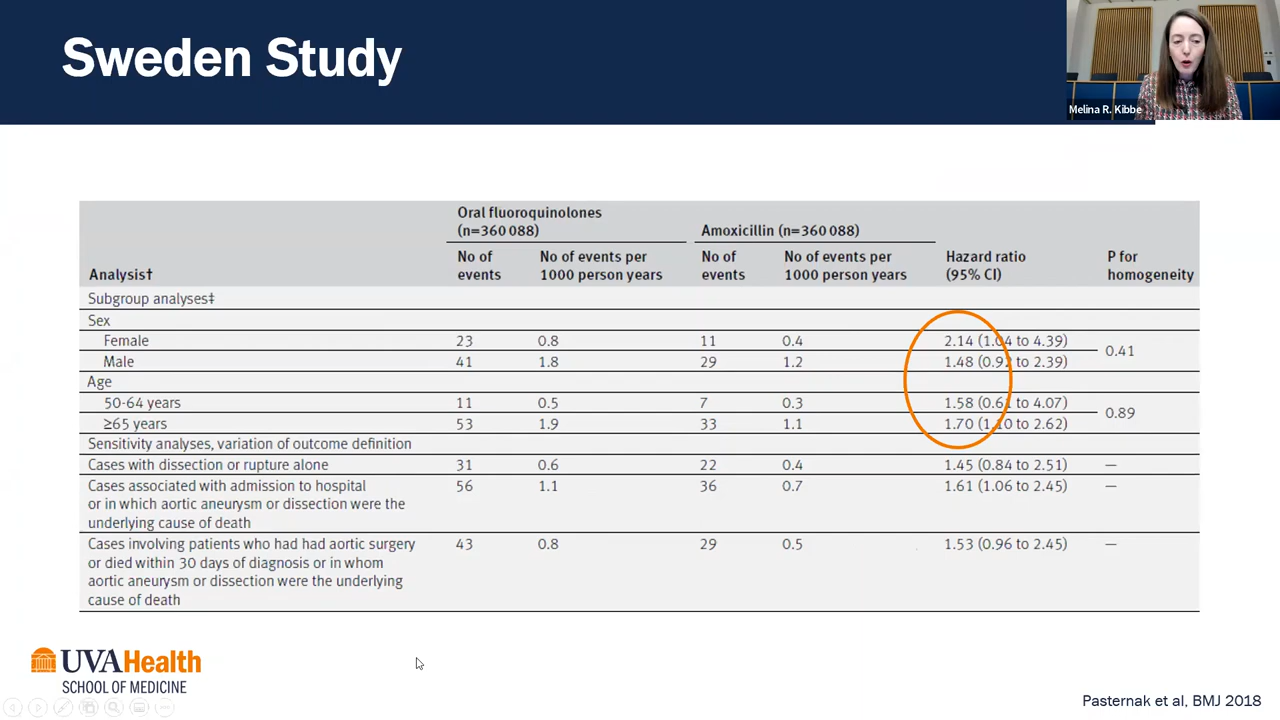 Sweden Study
Melina R. Kibbe
Oral fluoroquinolones
(n=360 088)
Amoxicillin (n=360 088)
Analysis†
No of
events
No of events per
1000 person years
No of
events
No of events per
1000 person years
Hazard ratio
(95% CI)
P for
homogeneity
Subgroup analyses‡
Sex
Female 23 0.8 11 0.4 2.14 (1.04 to 4.39)
Male 41 1.8 29 1.2 1.48 (0.92 to 2.39)
0.41
Age
50-64 years 11 0.5 7 0.3 1.58 (0.61 to 4.07)
≥65 years 53 1.9 33 1.1 1.70 (1.10 to 2.62)
0.89
Sensitivity analyses, variation of outcome definition
Cases with dissection or rupture alone 31 0.6 22 0.4 1.45 (0.84 to 2.51) —
Cases associated with admission to hospital 56 1.1 36 0.7 1.61 (1.06 to 2.45) —
or in which aortic aneurysm or dissection were the
underlying cause of death
Cases involving patients who had had aortic surgery 43 0.8 29 0.5 1.53 (0.96 to 2.45) —
or died within 30 days of diagnosis or in whom
aortic aneurysm or dissection were the underlying
cause of death
UVAHealth
SCHOOL OF MEDICINE
Pasternak et al, BMJ 2018